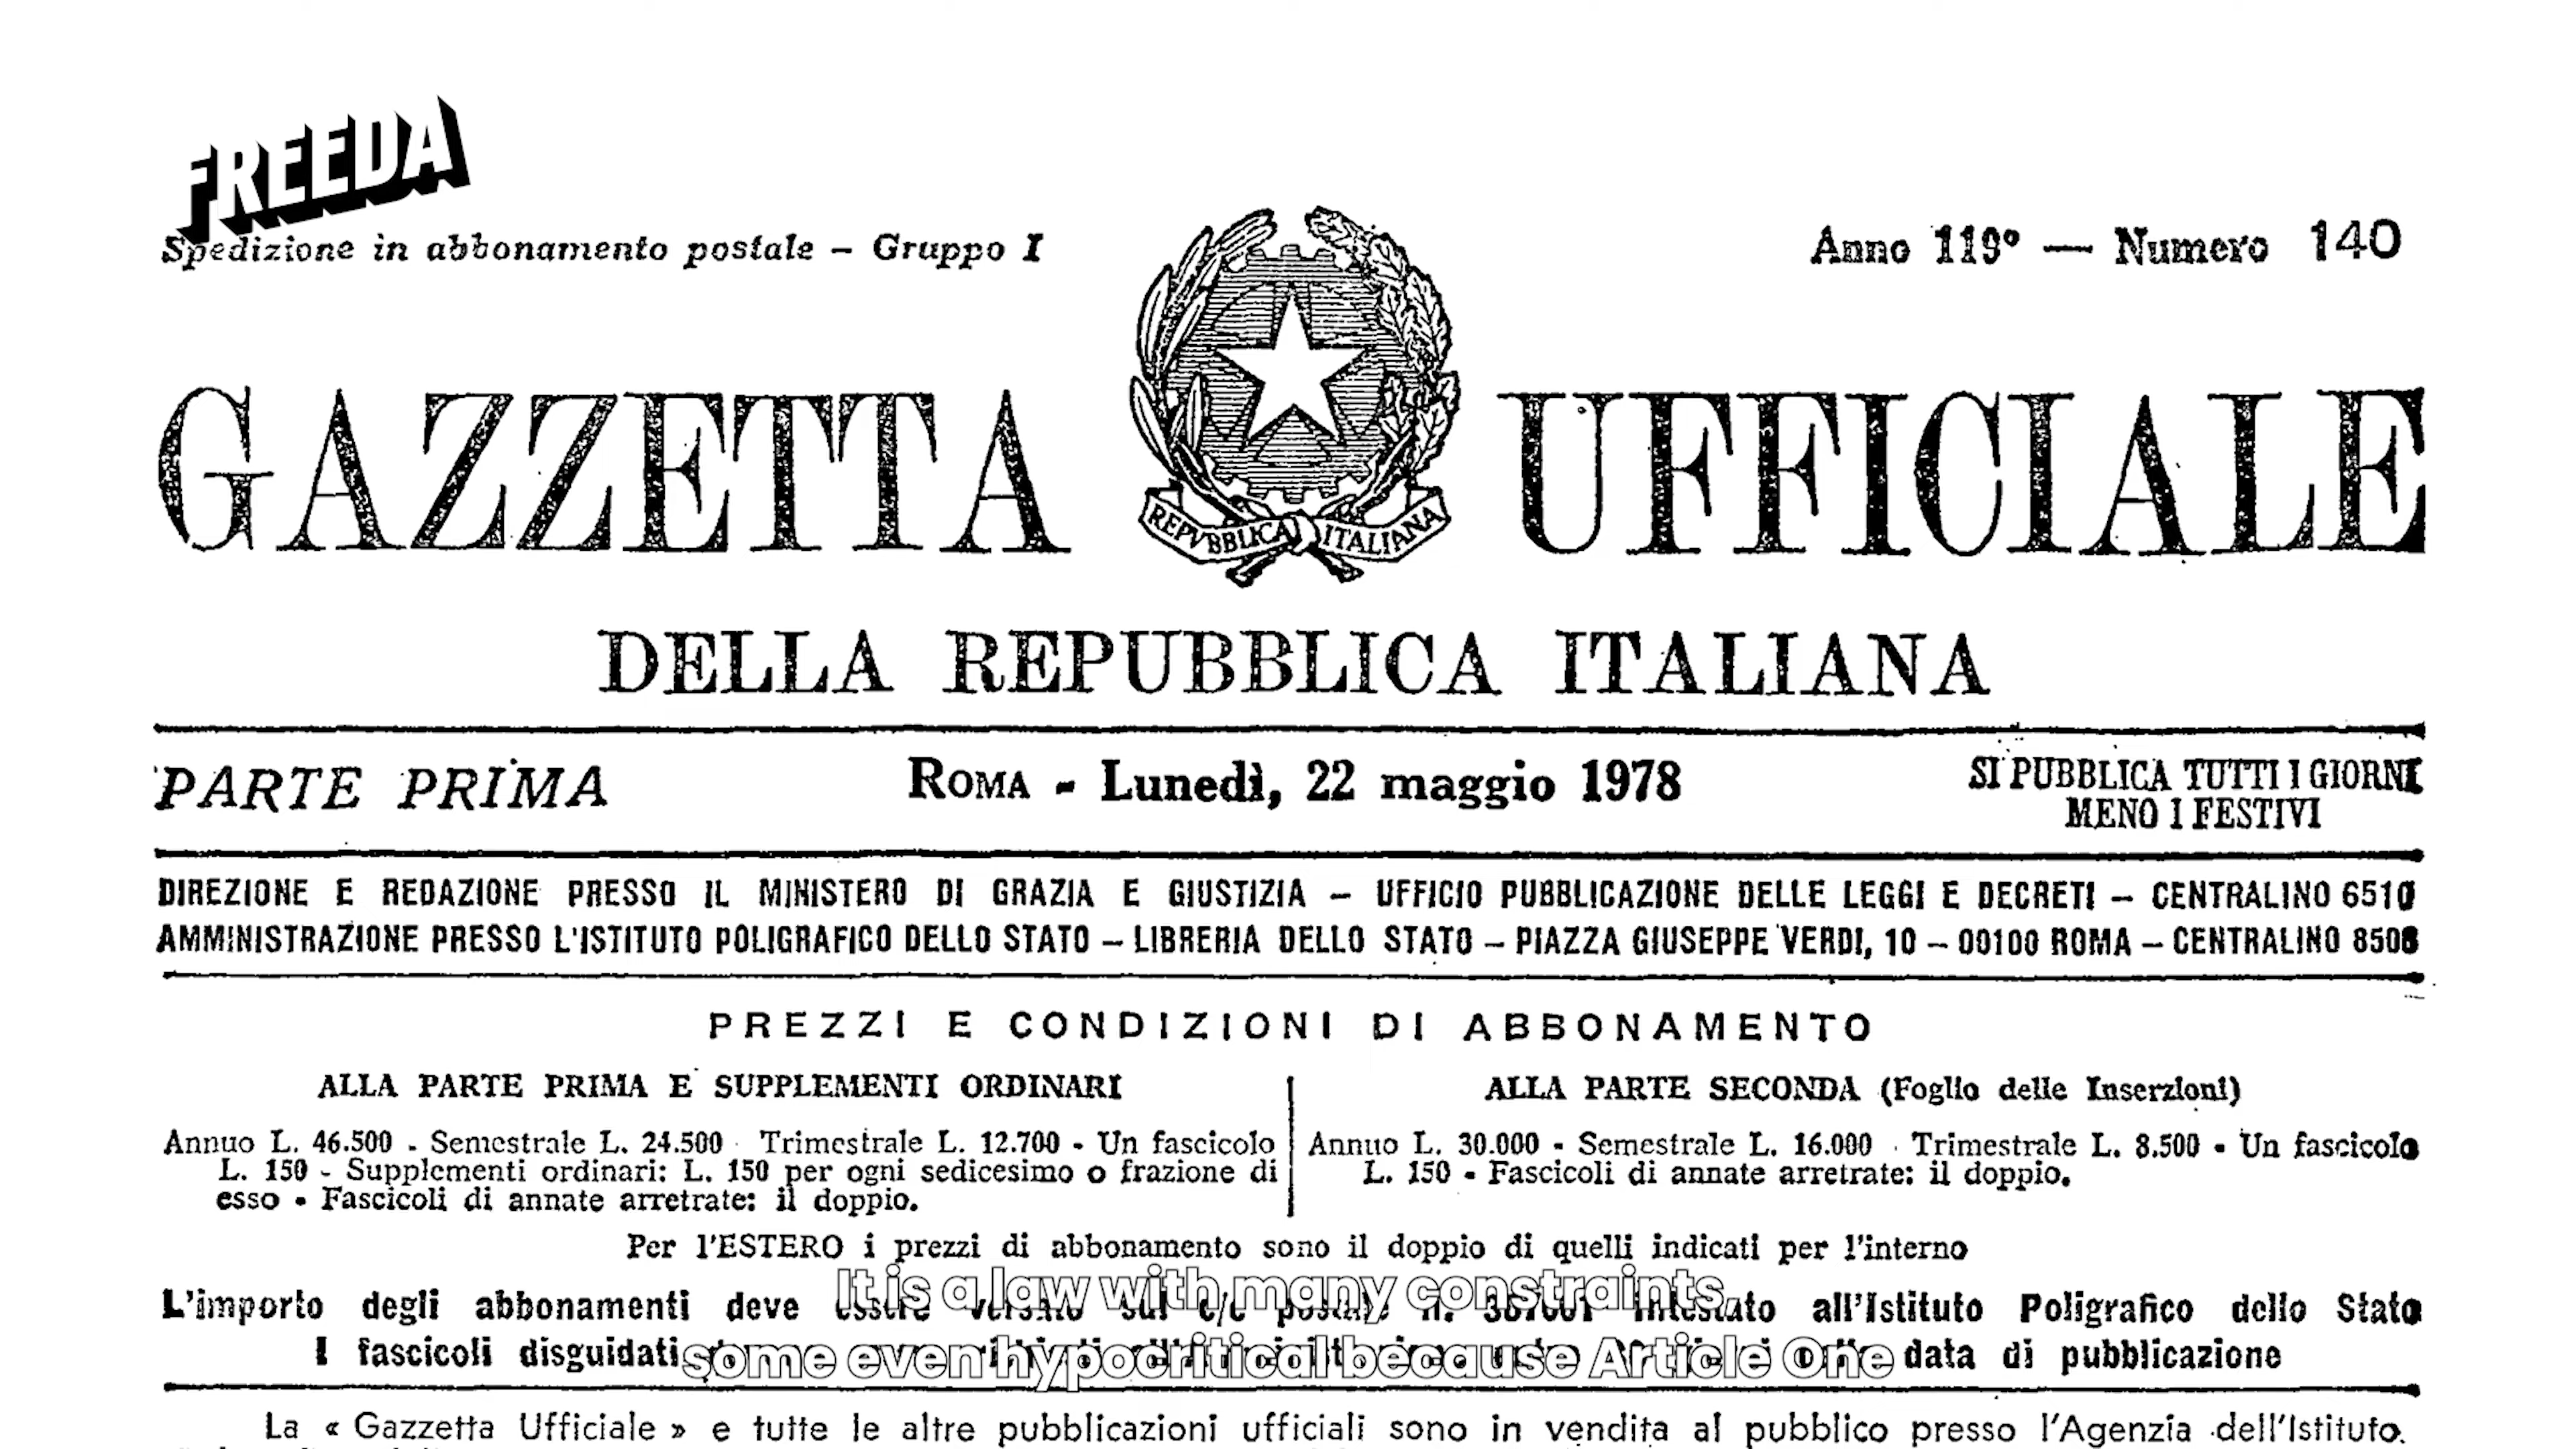 FREEDA
Spedizione in abbonamento postale – Gruppo I
Anno 119° — Numero 140
GAZZETTA UFFICIALE
REPVBBLICA ITALIANA
DELLA REPUBBLICA ITALIANA
PARTE PRIMA
ROMA - Lunedì, 22 maggio 1978
SI PUBBLICA TUTTI I GIORNI
MENO I FESTIVI
DIREZIONE E REDAZIONE PRESSO IL MINISTERO DI GRAZIA E GIUSTIZIA – UFFICIO PUBBLICAZIONE DELLE LEGGI E DECRETI – CENTRALINO 6510
AMMINISTRAZIONE PRESSO L'ISTITUTO POLIGRAFICO DELLO STATO – LIBRERIA DELLO STATO – PIAZZA GIUSEPPE VERDI, 10 – 00100 ROMA – CENTRALINO 8508
PREZZI E CONDIZIONI DI ABBONAMENTO
ALLA PARTE PRIMA E SUPPLEMENTI ORDINARI
Annuo L. 46.500 - Semestrale L. 24.500 - Trimestrale L. 12.700 - Un fascicolo
L. 150 - Supplementi ordinari: L. 150 per ogni sedicesimo o frazione di
esso - Fascicoli di annate arretrate: il doppio.
ALLA PARTE SECONDA (Foglio delle Inserzioni)
Annuo L. 30.000 - Semestrale L. 16.000 - Trimestrale L. 8.500 - Un fascicolo
L. 150 - Fascicoli di annate arretrate: il doppio.
Per l'ESTERO i prezzi di abbonamento sono il doppio di quelli indicati per l'interno
L'importo degli abbonamenti deve essere versato sul c/c postale n. intestato all'Istituto Poligrafico dello Stato
I fascicoli disguidati data di pubblicazione
It is a law with many constraints,
some even hypocritical because Article One
La « Gazzetta Ufficiale » e tutte le altre pubblicazioni ufficiali sono in vendita al pubblico presso l'Agenzia dell'Istituto.